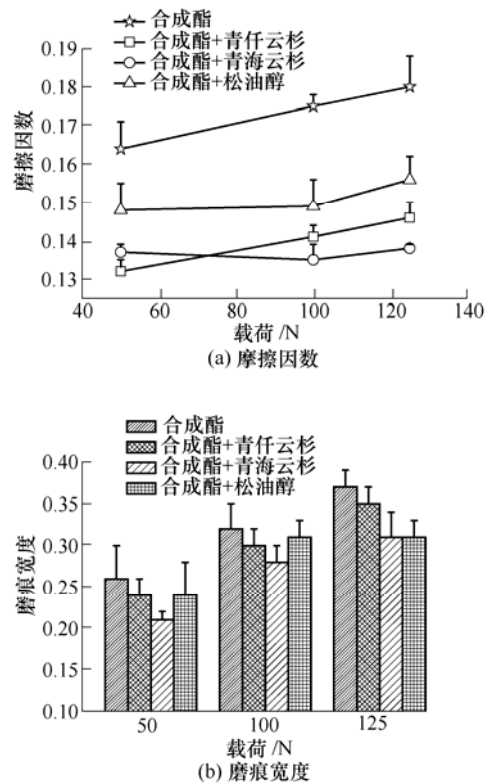 合成酯
合成酯+青仟云杉
合成酯+青海云杉
合成酯+松油醇
0.19
0.18
0.17
0.16
0.15
0.14
0.13
磨擦因数
40 60 80 100 120 140
载荷/N
(a) 摩擦因数
合成酯
合成酯+青仟云杉
合成酯+青海云杉
合成酯+松油醇
0.40
0.35
0.30
0.25
0.20
0.15
0.10
磨痕宽度
50 100 125
载荷/N
(b) 磨痕宽度